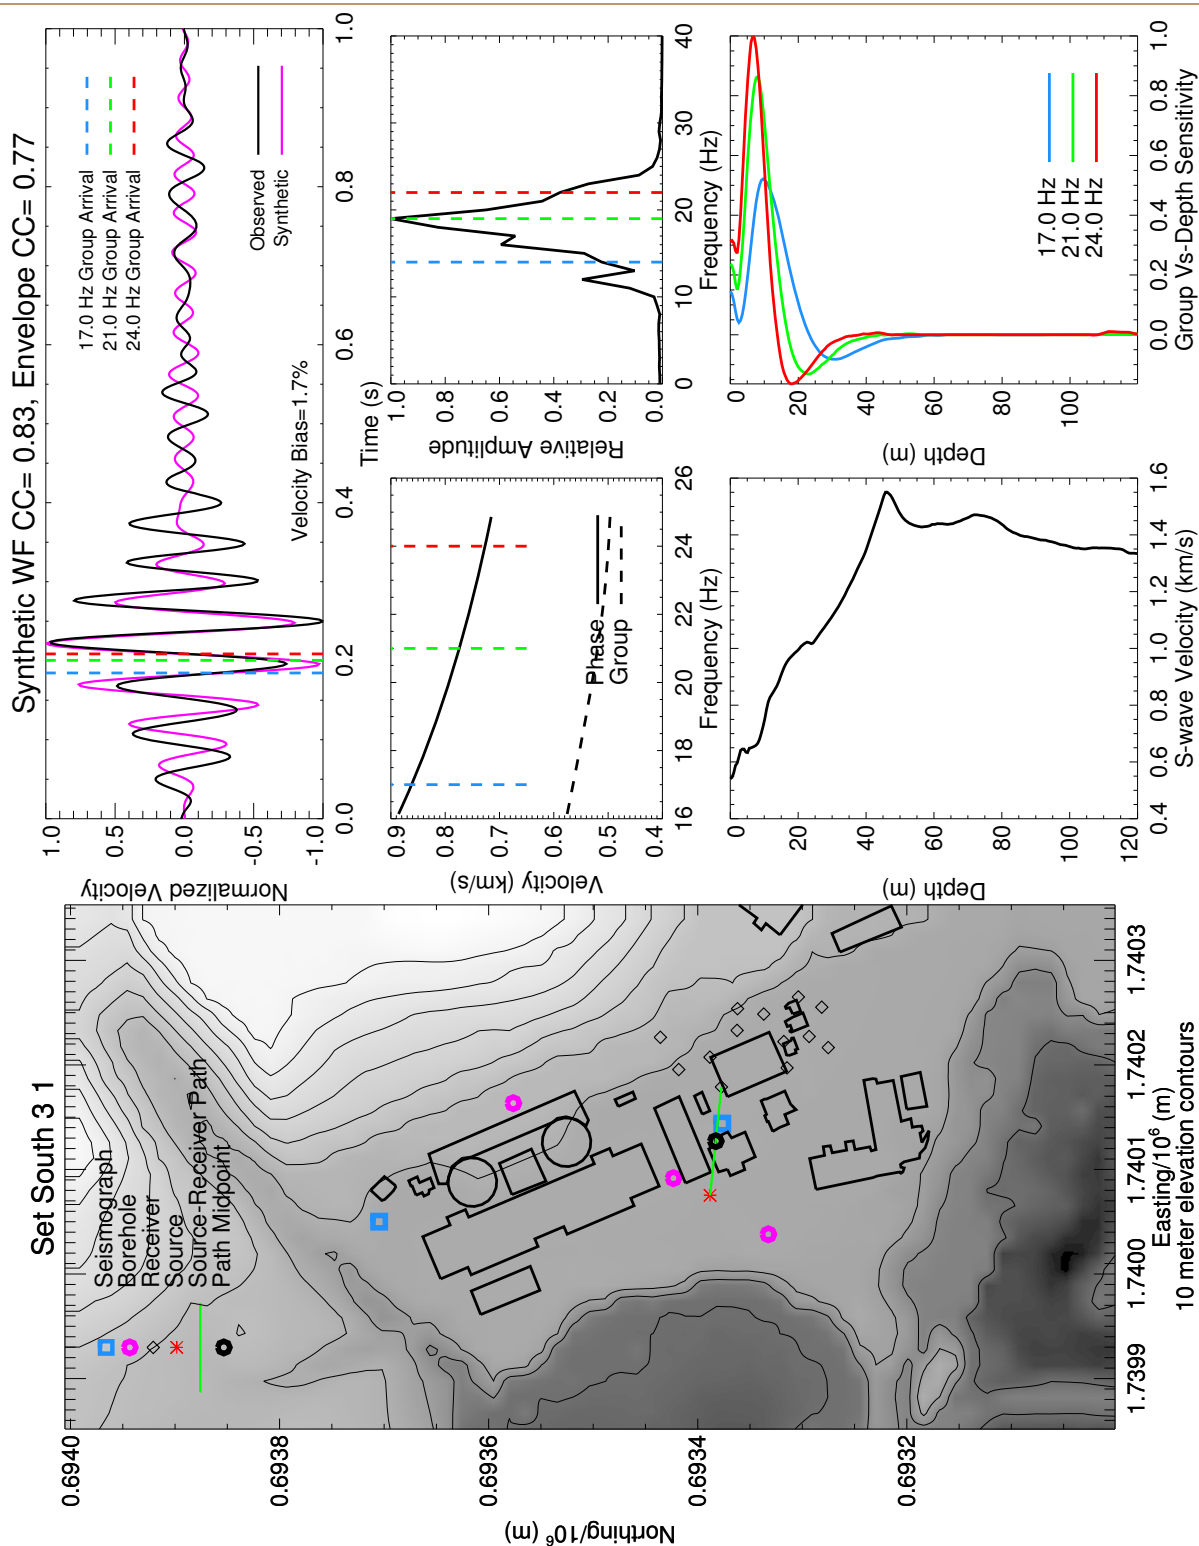 Set South 3 1
Seismograph
Borehole
Receiver
Source
Source-Receiver Path
Path Midpoint
0.6940
0.6938
0.6936
0.6934
0.6932
Northing/10⁶ (m)
1.7399
1.7400
1.7401
1.7402
1.7403
Easting/10⁶ (m)
10 meter elevation contours
Synthetic WF CC= 0.83, Envelope CC= 0.77
1.0
0.5
0.0
-0.5
-1.0
Normalized Velocity
17.0 Hz Group Arrival
21.0 Hz Group Arrival
24.0 Hz Group Arrival
Observed
Synthetic
Velocity Bias=1.7%
0.0
0.2
0.4
0.6
0.8
1.0
Time (s)
0.9
0.8
0.7
0.6
0.5
0.4
Velocity (km/s)
Phase
Group
16
18
20
22
24
26
Frequency (Hz)
1.0
0.8
0.6
0.4
0.2
0.0
Relative Amplitude
0
10
20
30
40
Frequency (Hz)
0
20
40
60
80
100
120
Depth (m)
0.4
0.6
0.8
1.0
1.2
1.4
1.6
S-wave Velocity (km/s)
0
20
40
60
80
100
Depth (m)
17.0 Hz
21.0 Hz
24.0 Hz
0.0
0.2
0.4
0.6
0.8
1.0
Group Vs-Depth Sensitivity